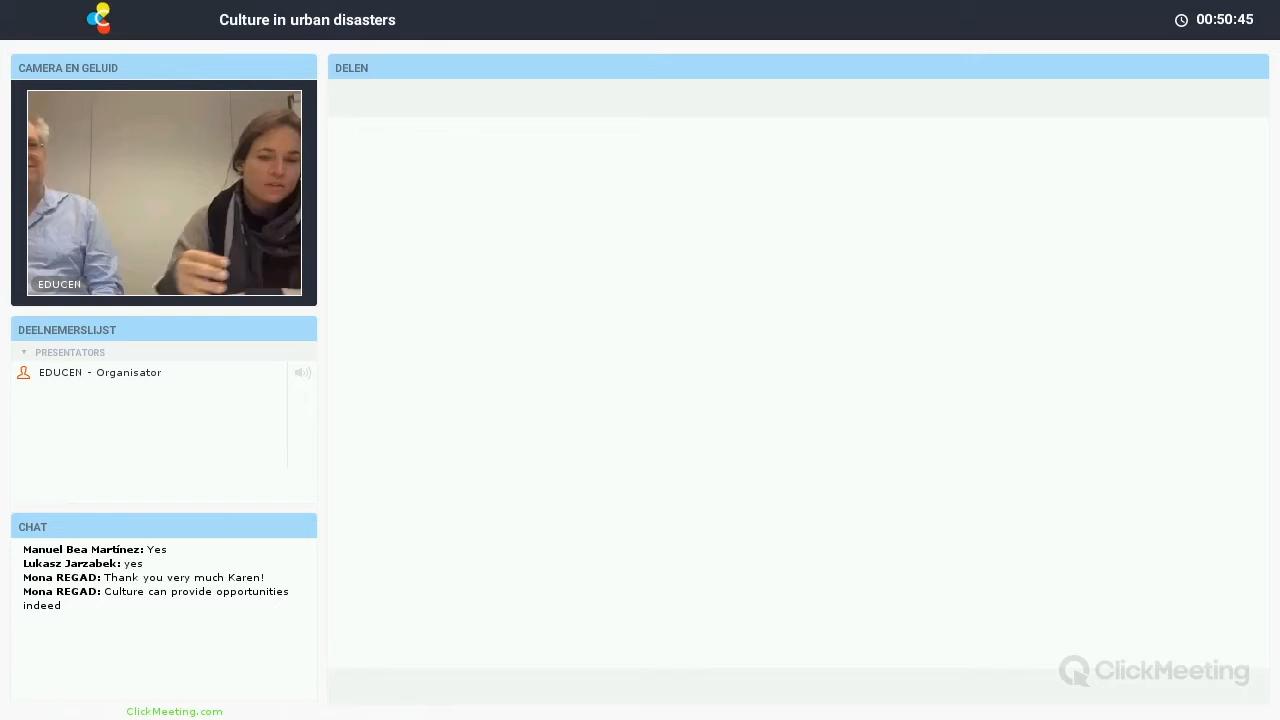 Culture in urban disasters
00:50:45
CAMERA EN GELUID
DELEN
EDUCEN
DEELNEMERSLIJST
PRESENTATORS
EDUCEN - Organisator
CHAT
Manuel Bea Martínez: Yes
Lukasz Jarzabek: yes
Mona REGAD: Thank you very much Karen!
Mona REGAD: Culture can provide opportunities
indeed
ClickMeeting
ClickMeeting.com